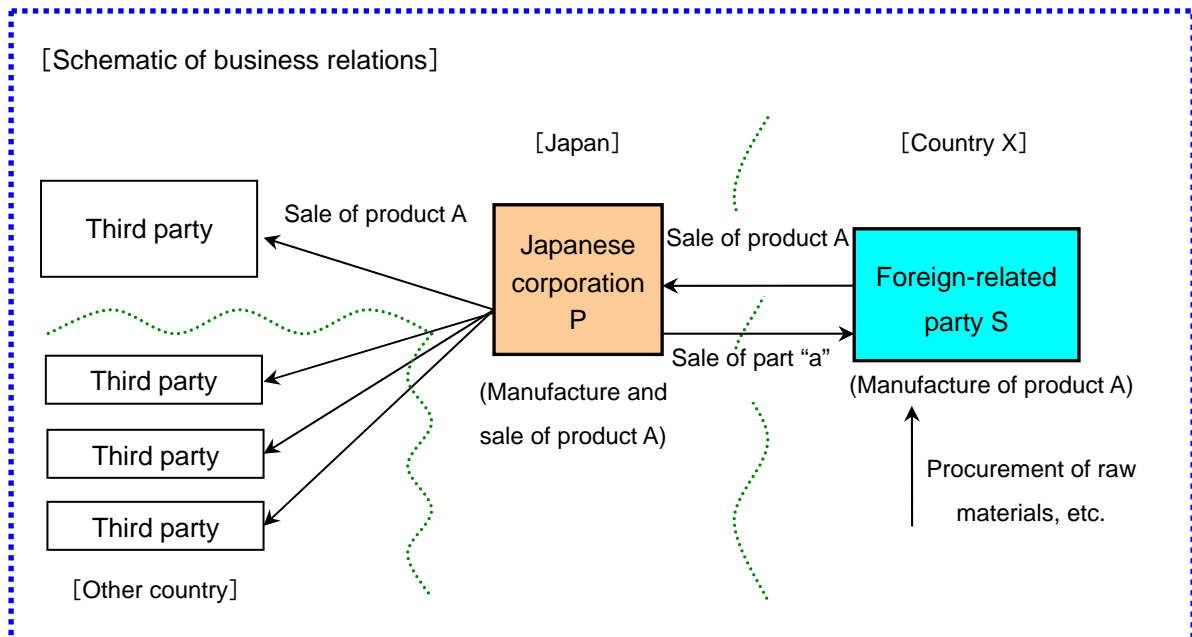 ［Schematic of business relations］
［Japan］
［Country X］
Third party
Sale of product A
Japanese
corporation
P
Sale of product A
Foreign-related
party S
Sale of part “a”
Third party
(Manufacture and
sale of product A)
(Manufacture of product A)
Third party
Procurement of raw
materials, etc.
Third party
［Other country］